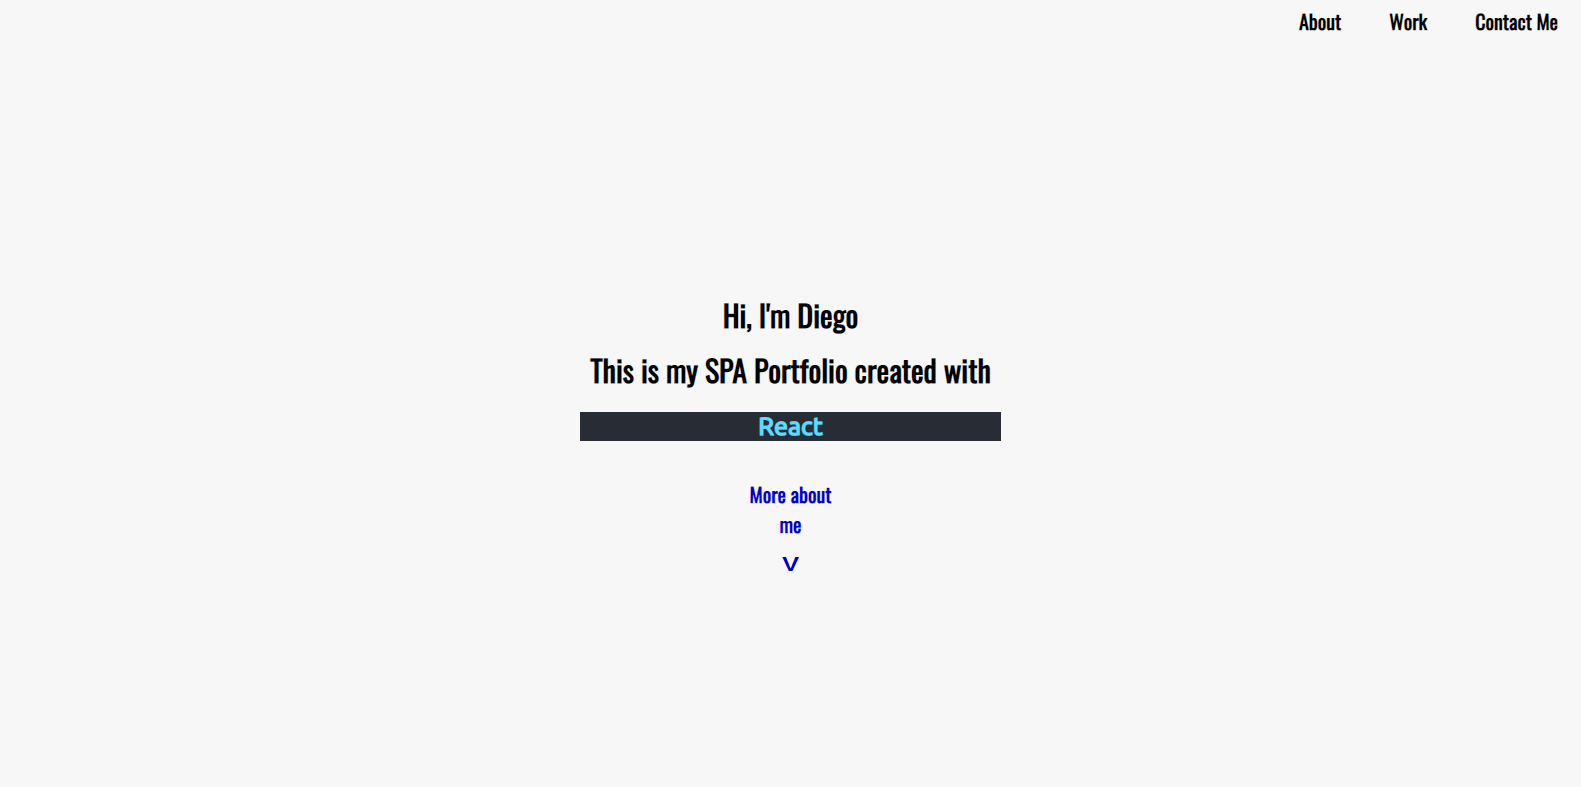 About Work Contact Me
Hi, I'm Diego
This is my SPA Portfolio created with
React
More about
me
V